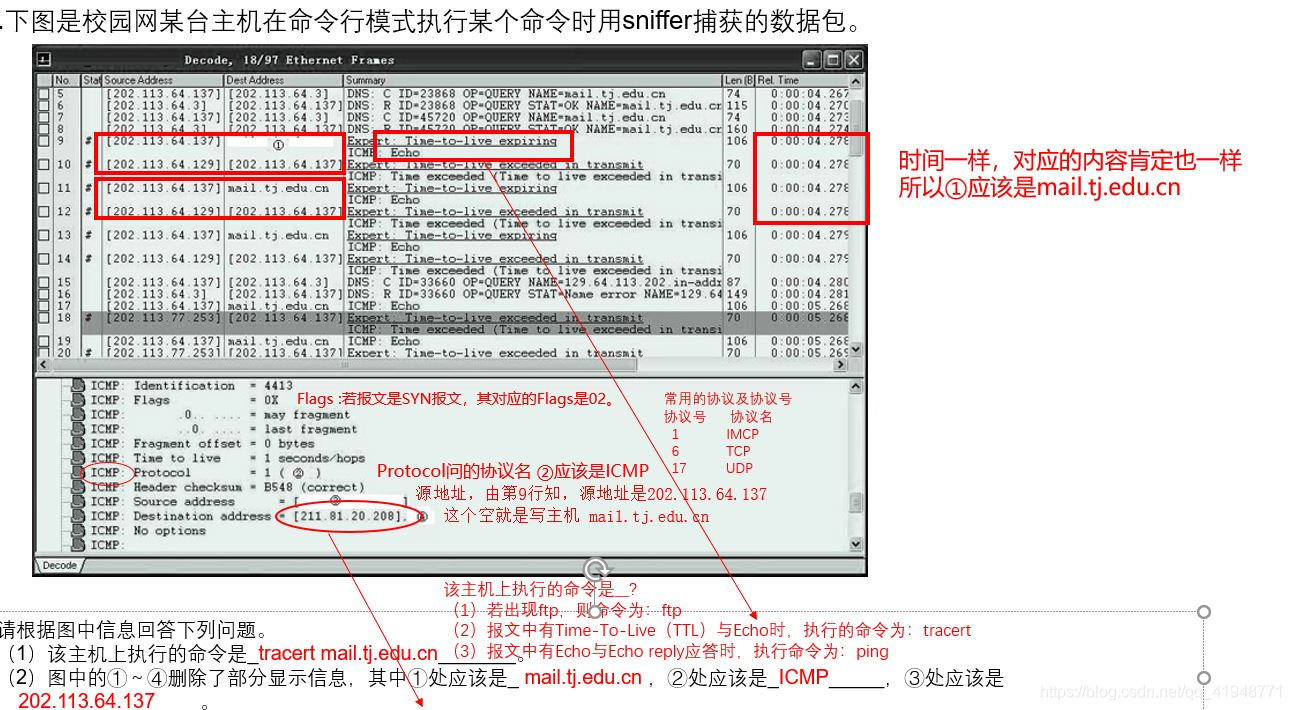 .下图是校园网某台主机在命令行模式执行某个命令时用sniffer捕获的数据包。
Decode, 18/97 Ethernet Frames
No. Stat Source Address Dest Address Summary Len (B Rel. Time
5 [202.113.64.137] [202.113.64.3] DNS: C ID=23868 OP=QUERY NAME=mail.tj.edu.cn 74 0:00:04.267
6 [202.113.64.3] [202.113.64.137] DNS: R ID=23868 OP=QUERY STAT=OK NAME=mail.tj.edu.cr 115 0:00:04.270
7 [202.113.64.137] [202.113.64.3] DNS: C ID=45720 OP=QUERY NAME=mail.tj.edu.cn 74 0:00:04.273
8 [202.113.64.3] [202.113.64.137] DNS: R ID=45720 OP=QUERY STAT=OK NAME=mail.tj.edu.cr 160 0:00:04.274
9 # [202.113.64.137] ① Expert: Time-to-live expiring 106 0:00:04.278
ICMP: Echo
10 # [202.113.64.129] [202.113.64.137] Expert: Time-to-live exceeded in transmit 70 0:00:04.278
ICMP: Time exceeded (Time to live exceeded in transi
11 # [202.113.64.137] mail.tj.edu.cn Expert: Time-to-live expiring 106 0:00:04.278
ICMP: Echo
12 # [202.113.64.129] [202.113.64.137] Expert: Time-to-live exceeded in transmit 70 0:00:04.278
ICMP: Time exceeded (Time to live exceeded in transi
13 # [202.113.64.137] mail.tj.edu.cn Expert: Time-to-live expiring 106 0:00:04.279
ICMP: Echo
14 # [202.113.64.129] [202.113.64.137] Expert: Time-to-live exceeded in transmit 70 0:00:04.279
ICMP: Time exceeded (Time to live exceeded in transi
15 [202.113.64.137] [202.113.64.3] DNS: C ID=33660 OP=QUERY NAME=129.64.113.202.in-addr 87 0:00:04.280
16 [202.113.64.3] [202.113.64.137] DNS: R ID=33660 OP=QUERY STAT=Name error NAME=129.64 149 0:00:04.281
17 [202.113.64.137] mail.tj.edu.cn ICMP: Echo 106 0:00:05.268
18 # [202.113.77.253] [202.113.64.137] Expert: Time-to-live exceeded in transmit 70 0:00:05.268
ICMP: Time exceeded (Time to live exceeded in transi
19 [202.113.64.137] mail.tj.edu.cn ICMP: Echo 106 0:00:05.268
20 # [202.113.77.253] [202.113.64.137] Expert: Time-to-live exceeded in transmit 70 0:00:05.269
时间一样，对应的内容肯定也一样
所以①应该是mail.tj.edu.cn
ICMP: Identification = 4413
ICMP: Flags = 0X
Flags :若报文是SYN报文，其对应的Flags是02。
ICMP: .0.. .... = may fragment
ICMP: ..0. .... = last fragment
ICMP: Fragment offset = 0 bytes
ICMP: Time to live = 1 seconds/hops
ICMP: Protocol = 1 ( ② )
ICMP: Header checksum = B548 (correct)
ICMP: Source address = [ ③ ]
ICMP: Destination address = [211.81.20.208], ④
ICMP: No options
ICMP:
常用的协议及协议号
协议号 协议名
1 IMCP
6 TCP
17 UDP
Protocol问的协议名 ②应该是ICMP
源地址，由第9行知，源地址是202.113.64.137
这个空就是写主机 mail.tj.edu.cn
Decode
该主机上执行的命令是__?
（1）若出现ftp，则命令为：ftp
（2）报文中有Time-To-Live（TTL）与Echo时，执行的命令为：tracert
（3）报文中有Echo与Echo reply应答时，执行命令为：ping
请根据图中信息回答下列问题。
（1）该主机上执行的命令是_tracert mail.tj.edu.cn_______。
（2）图中的①～④删除了部分显示信息，其中①处应该是_ mail.tj.edu.cn ，②处应该是_ICMP_____，③处应该是
202.113.64.137 。
https://blog.csdn.net/qq_41948771